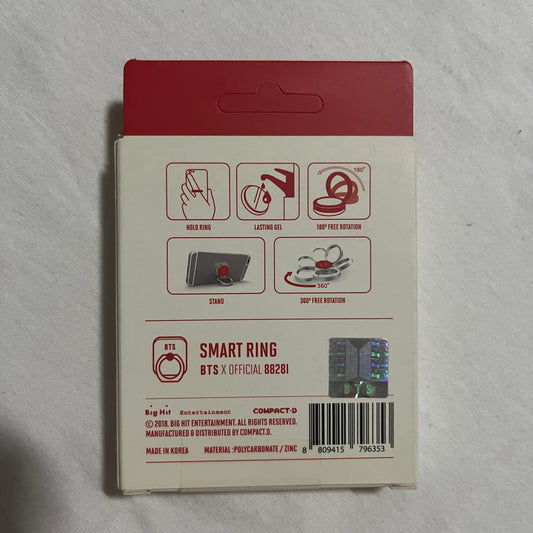 180°
HOLD RING
LASTING GEL
180° FREE ROTATION
360°
STAND
360° FREE ROTATION
BTS
SMART RING
BTS X OFFICIAL 88281
BTS
Big Hit Entertainment COMPACT-D
© 2018. BIG HIT ENTERTAINMENT. ALL RIGHTS RESERVED.
MANUFACTURED & DISTRIBUTED BY COMPACT.D.
MADE IN KOREA MATERIAL : POLYCARBONATE / ZINC
8 809415 796353